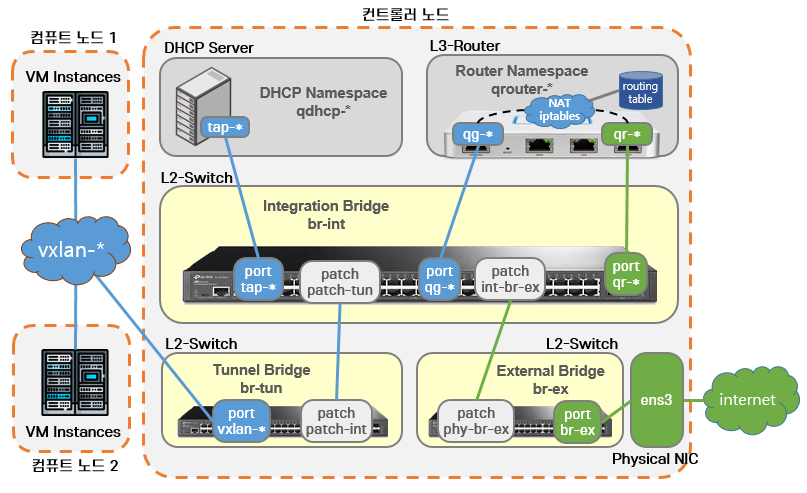 컨트롤러 노드
컴퓨트 노드 1
VM Instances
DHCP Server
DHCP Namespace
qdhcp-*
tap-*
L3-Router
Router Namespace
qrouter-*
routing
table
NAT
iptables
qg-*
qr-*
L2-Switch
Integration Bridge
br-int
vxlan-*
port
tap-*
patch
patch-tun
port
qg-*
patch
int-br-ex
port
qr-*
L2-Switch
Tunnel Bridge
br-tun
port
vxlan-*
patch
patch-int
L2-Switch
External Bridge
br-ex
patch
phy-br-ex
port
br-ex
ens3
Physical NIC
internet
VM Instances
컴퓨트 노드 2